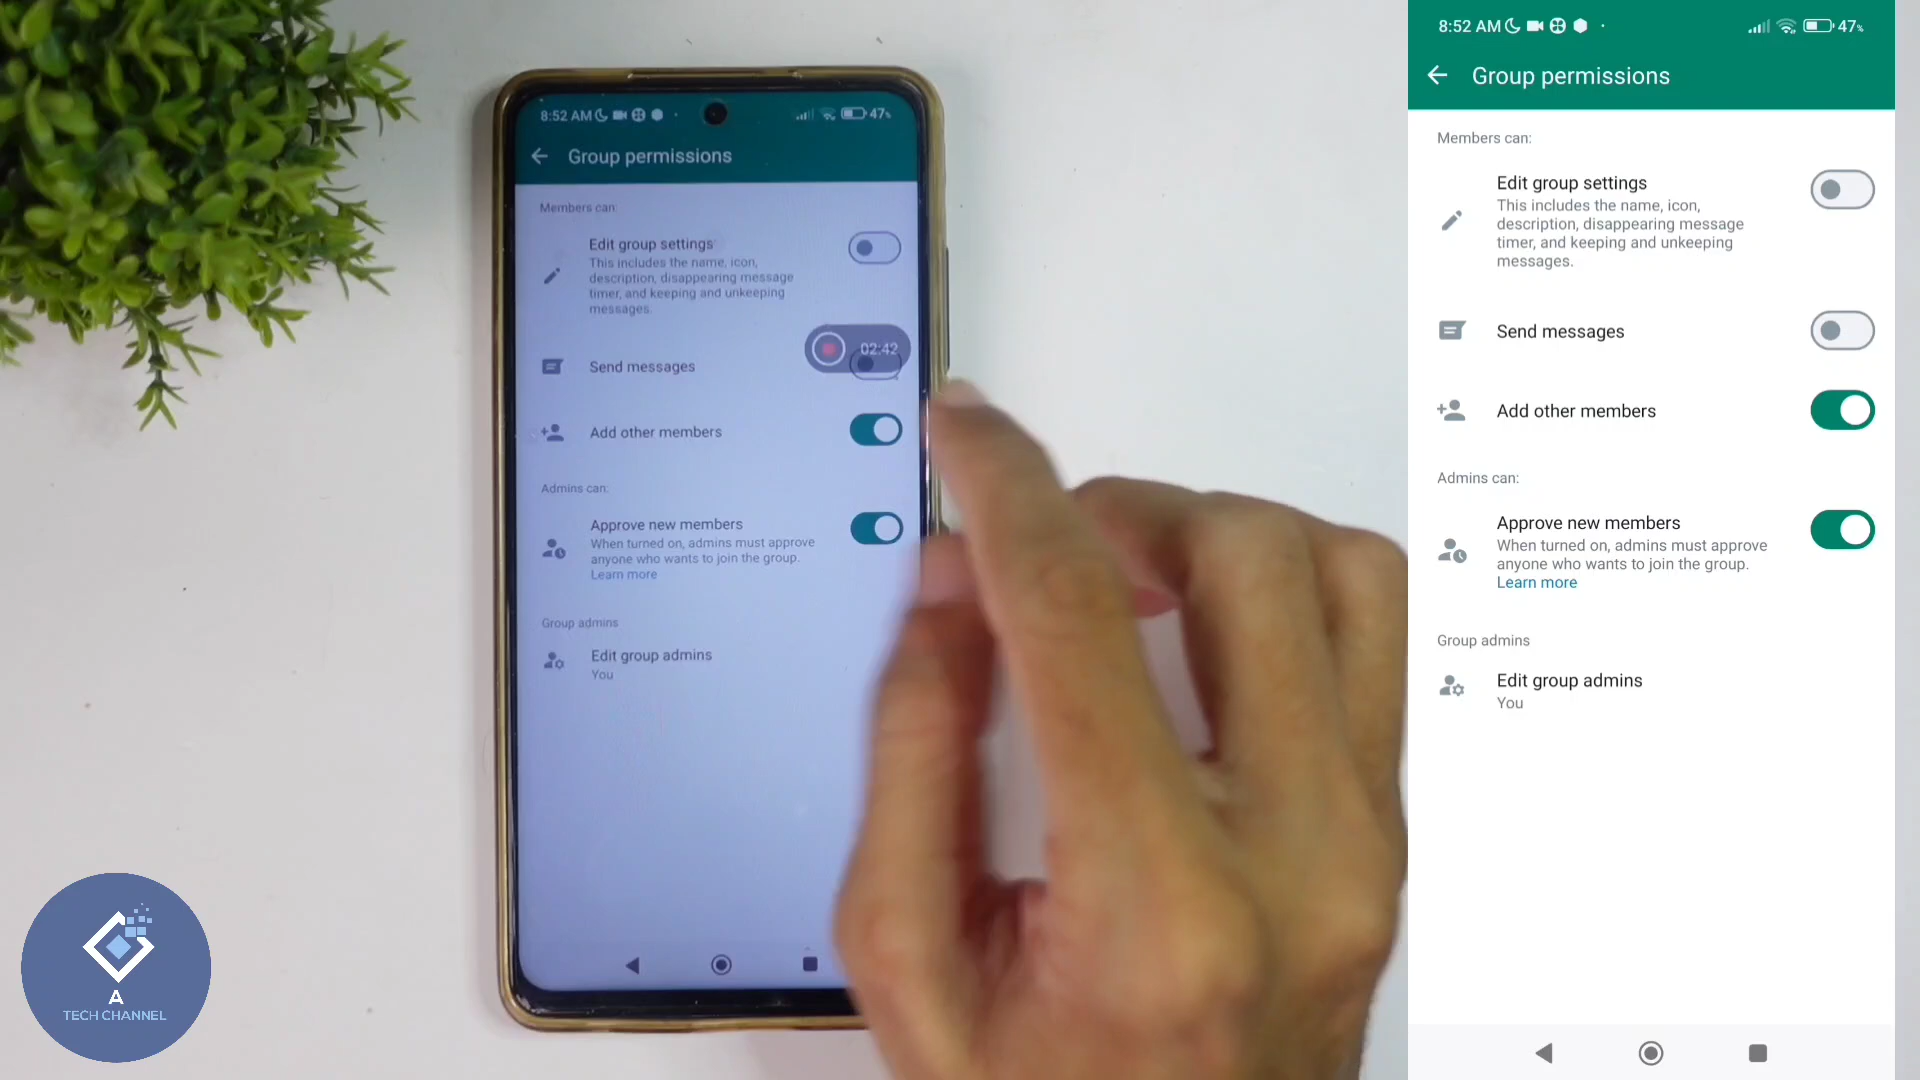 8:52 AM
47%
Group permissions
Members can:
Edit group settings
This includes the name, icon,
description, disappearing message
timer, and keeping and unkeeping
messages.
02:42
Send messages
Add other members
Admins can:
Approve new members
When turned on, admins must approve
anyone who wants to join the group.
Learn more
Group admins
Edit group admins
You
A
TECH CHANNEL
8:52 AM
47%
Group permissions
Members can:
Edit group settings
This includes the name, icon,
description, disappearing message
timer, and keeping and unkeeping
messages.
Send messages
Add other members
Admins can:
Approve new members
When turned on, admins must approve
anyone who wants to join the group.
Learn more
Group admins
Edit group admins
You